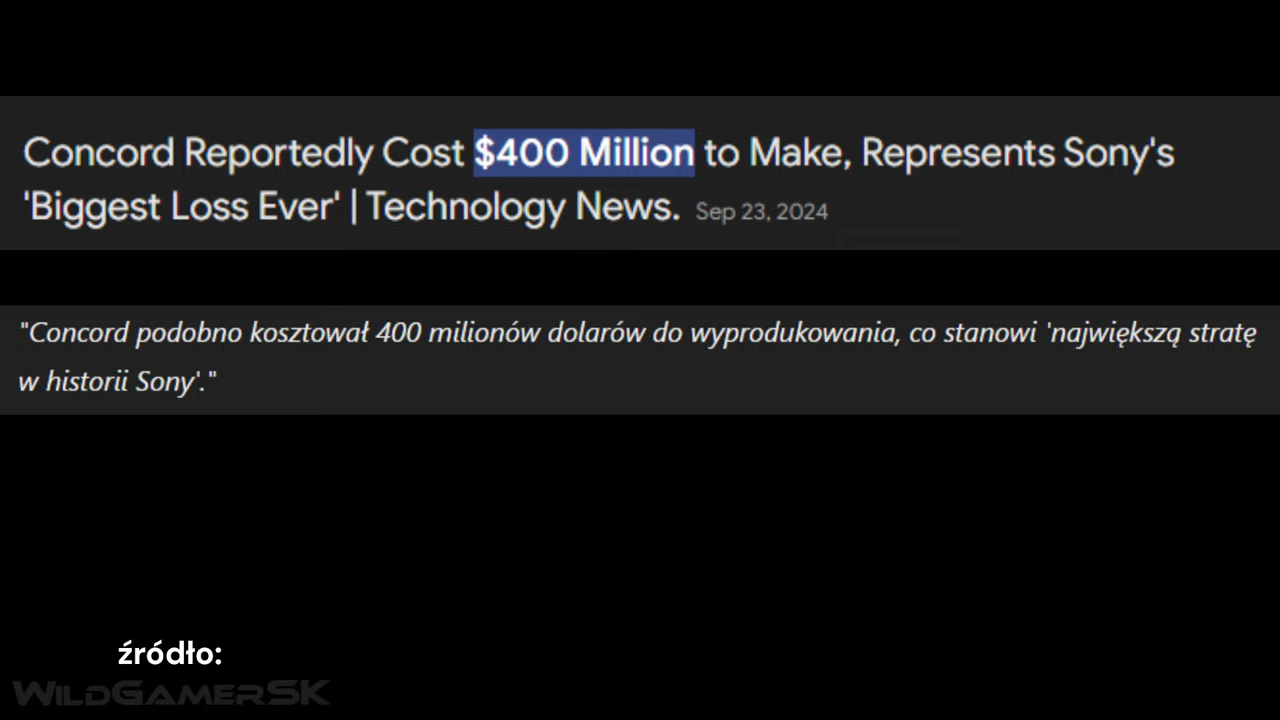 Concord Reportedly Cost $400 Million to Make, Represents Sony's
'Biggest Loss Ever' | Technology News. Sep 23, 2024
"Concord podobno kosztował 400 milionów dolarów do wyprodukowania, co stanowi 'największą stratę
w historii Sony'."
źródło:
WildGamerSK